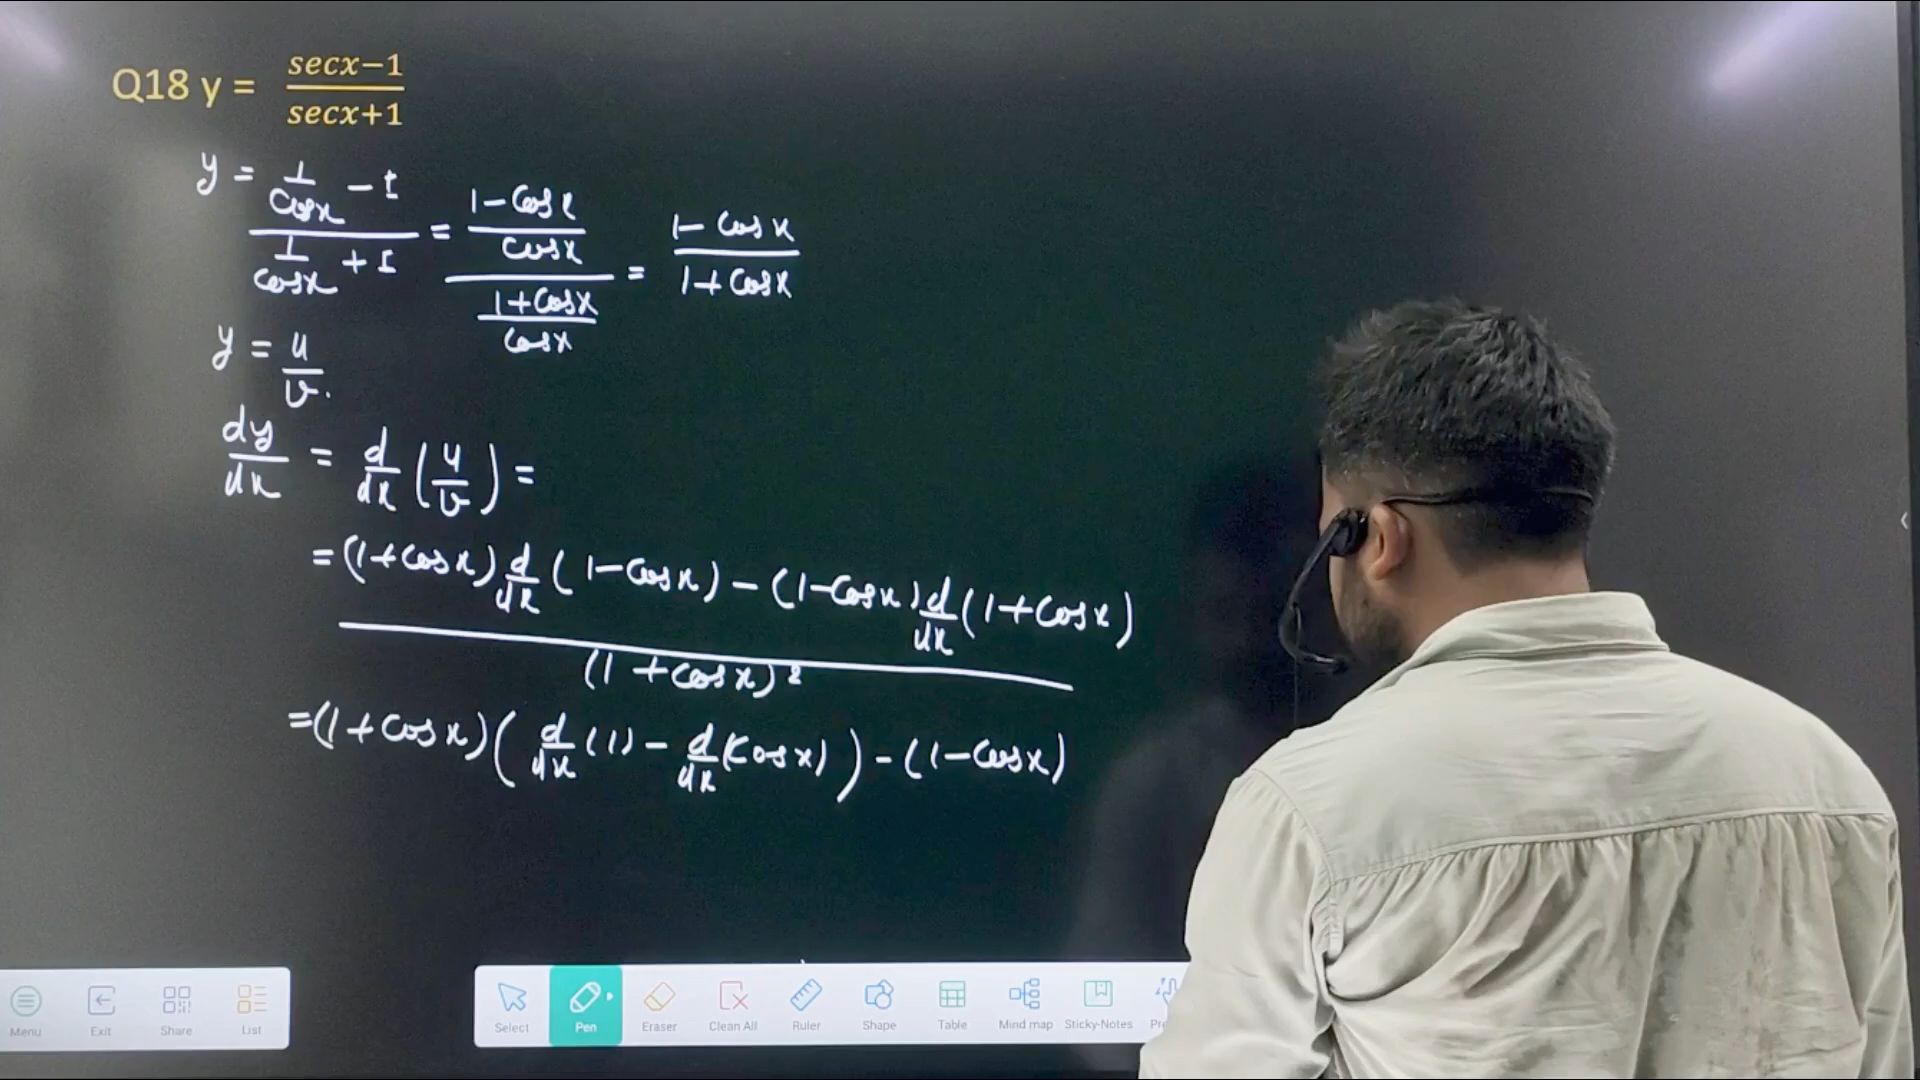 Q18 y = secx−1 / secx+1
y = (1/cosx − 1) / (1/cosx + 1) = ((1−cosx)/cosx) / ((1+cosx)/cosx) = (1−cosx) / (1+cosx)
y = u/v.
dy/dx = d/dx (u/v) =
= (1+cosx) d/dx (1−cosx) − (1−cosx) d/dx (1+cosx)
(1+cosx)²
= (1+cosx) ( d/dx (1) − d/dx (cosx) ) − (1−cosx)
Menu Exit Share List Select Pen Eraser Clean All Ruler Shape Table Mind map Sticky-Notes